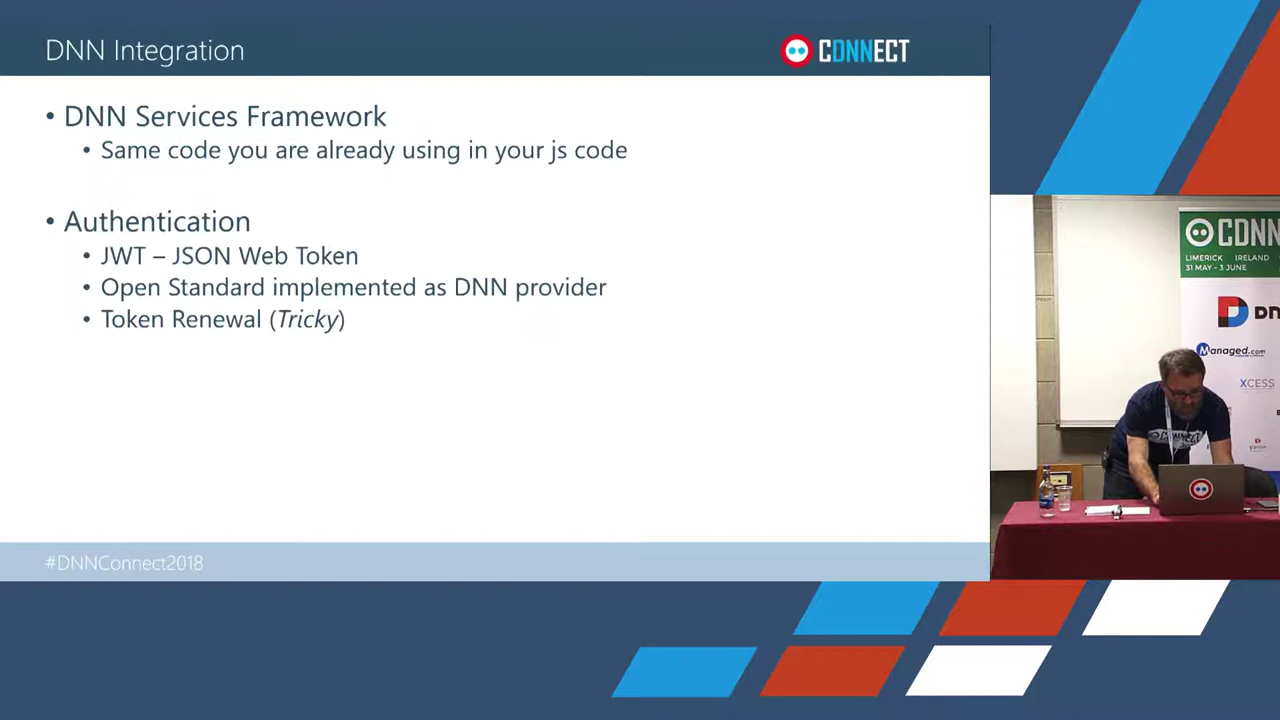 DNN Integration
CDNNECT
• DNN Services Framework
• Same code you are already using in your js code
• Authentication
• JWT – JSON Web Token
• Open Standard implemented as DNN provider
• Token Renewal (Tricky)
#DNNConnect2018
CDNN
LIMERICK IRELAND
31 MAY - 3 JUNE
DN
Managed.com
XCESS